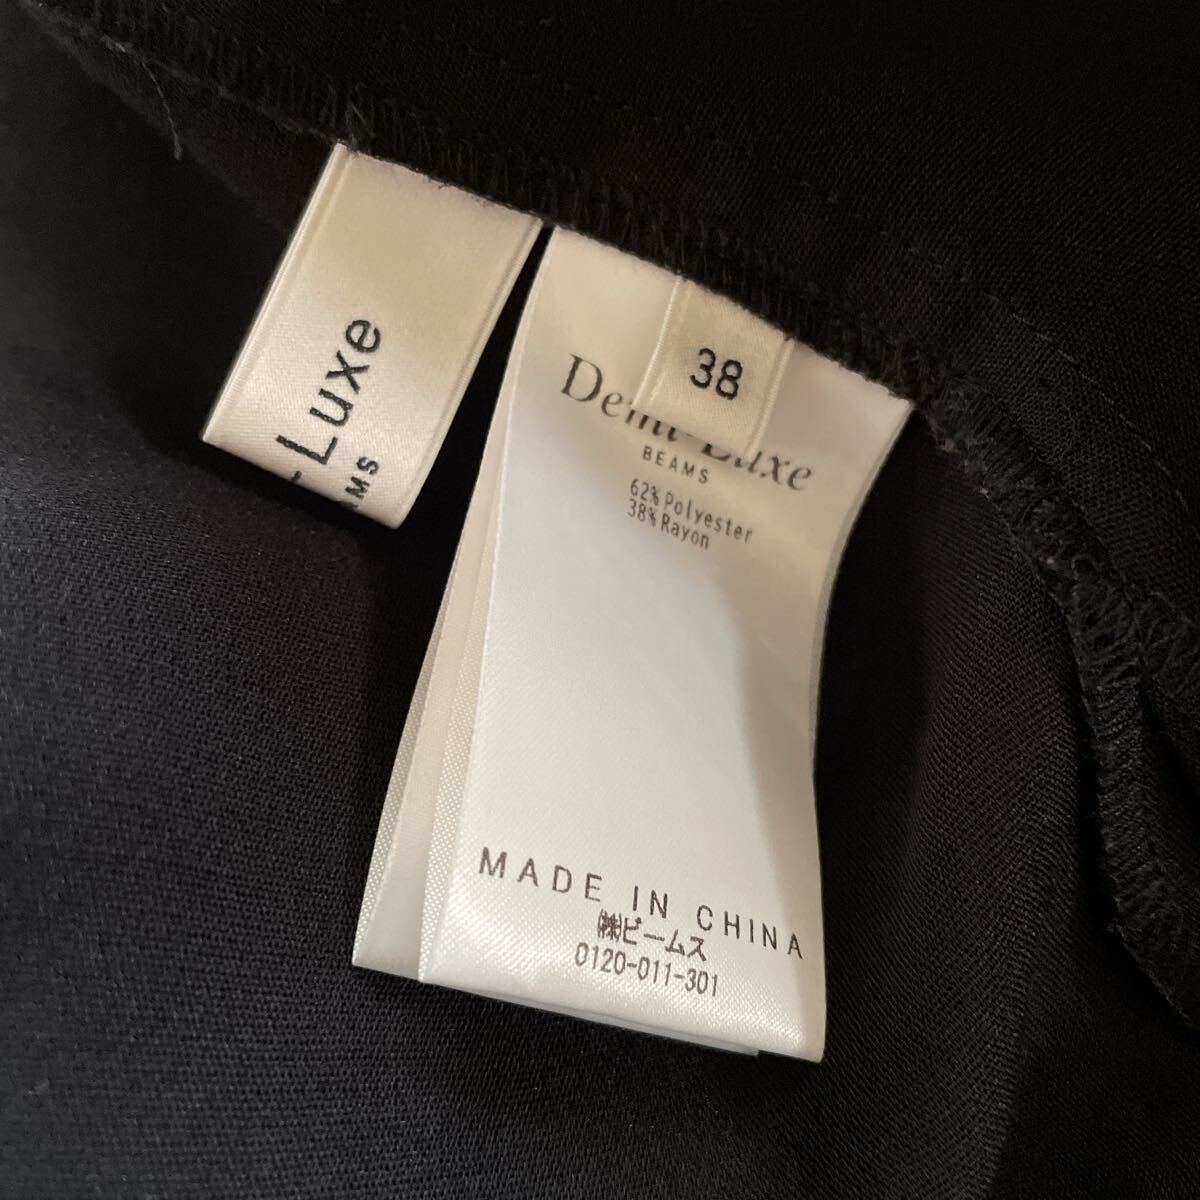 -Luxe
AMS
38
Demi-Luxe
BEAMS
62% Polyester
38% Rayon
MADE IN CHINA
㈱ビームス
0120-011-301